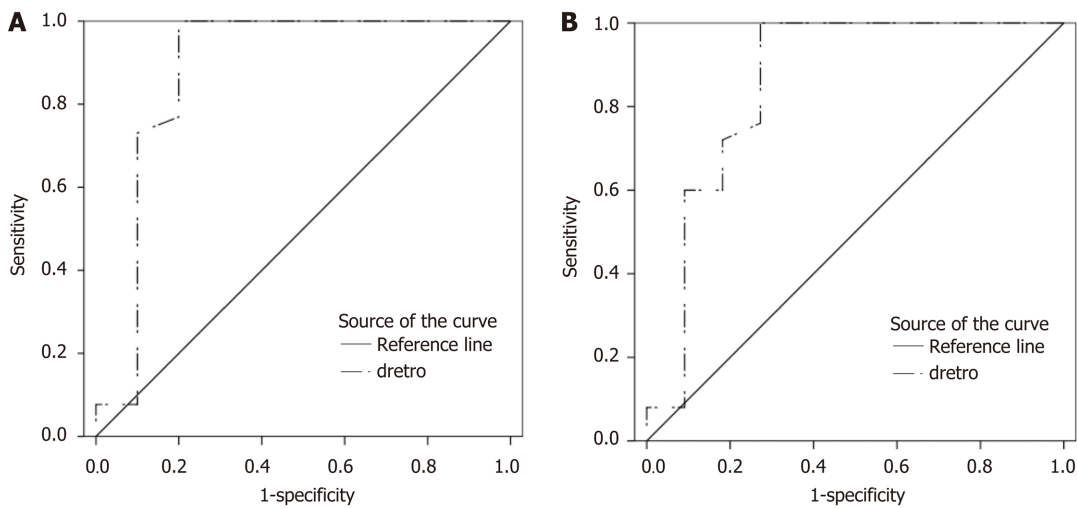 A
1.0
0.8
0.6
0.4
0.2
0.0
Sensitivity
Source of the curve
Reference line
dretro
0.0 0.2 0.4 0.6 0.8 1.0
1-specificity
B
1.0
0.8
0.6
0.4
0.2
0.0
Sensitivity
Source of the curve
Reference line
dretro
0.0 0.2 0.4 0.6 0.8 1.0
1-specificity